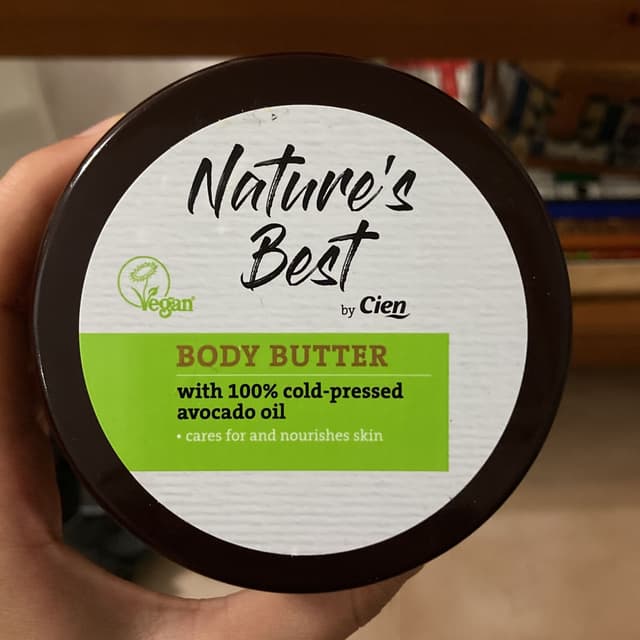 Nature's
Best
by Cien
Vegan
BODY BUTTER
with 100% cold-pressed
avocado oil
• cares for and nourishes skin